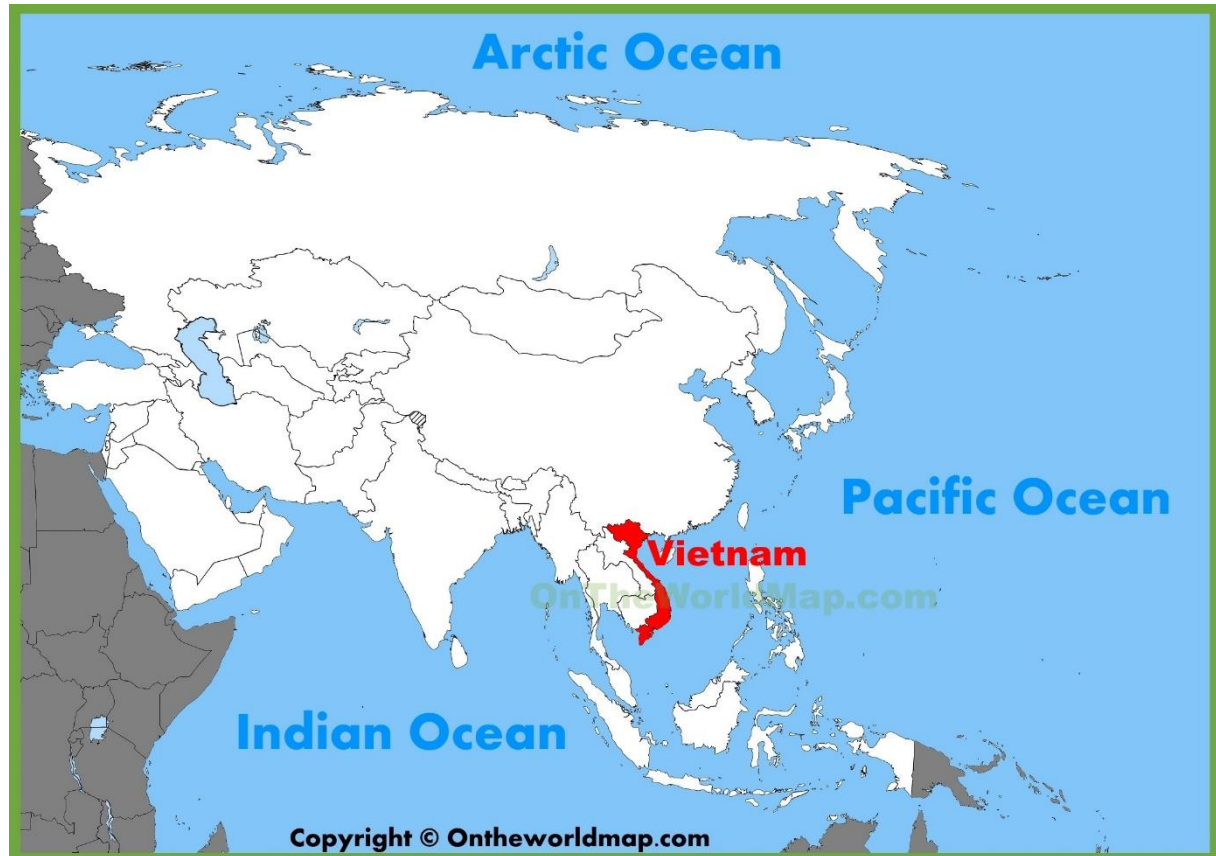 Arctic Ocean
Pacific Ocean
Vietnam
OnTheWorldMap.com
Indian Ocean
Copyright © Ontheworldmap.com